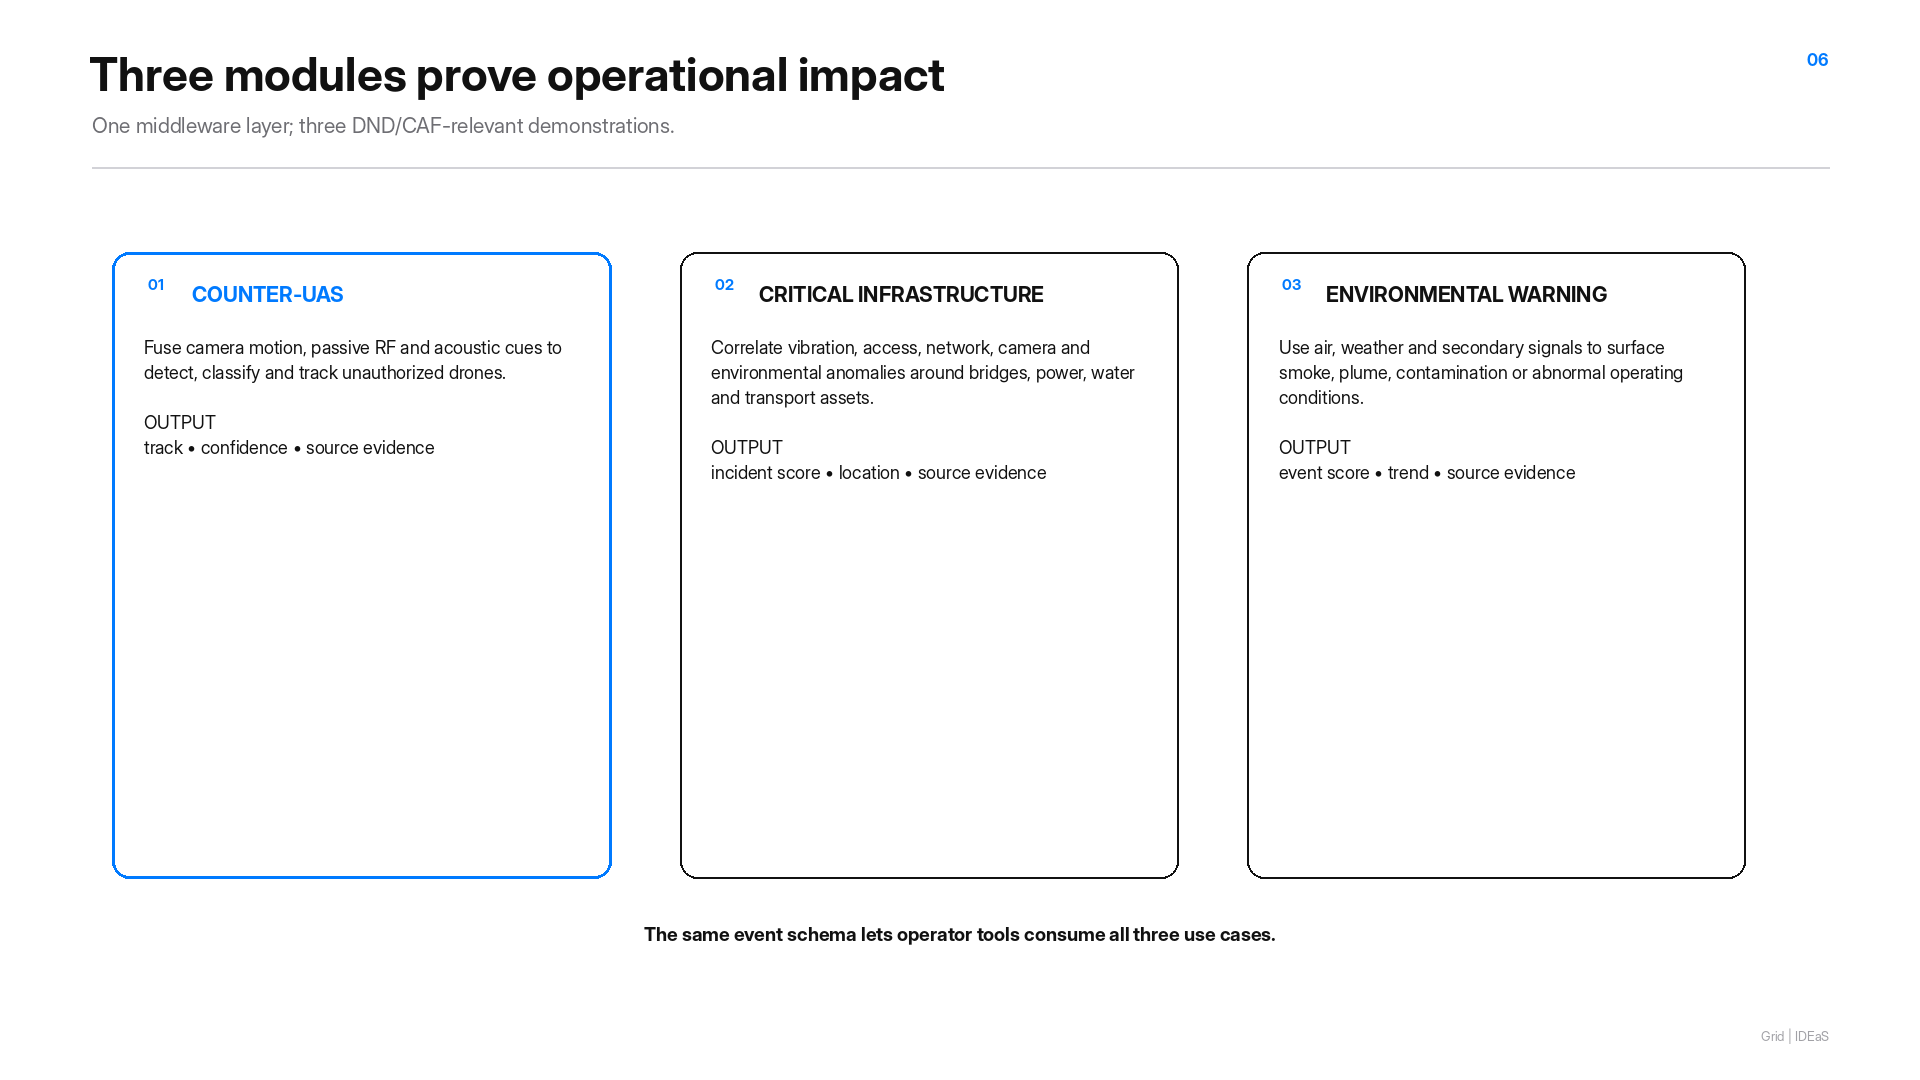 Three modules prove operational impact
06
One middleware layer; three DND/CAF-relevant demonstrations.
01 COUNTER-UAS
Fuse camera motion, passive RF and acoustic cues to
detect, classify and track unauthorized drones.
OUTPUT
track • confidence • source evidence
02 CRITICAL INFRASTRUCTURE
Correlate vibration, access, network, camera and
environmental anomalies around bridges, power, water
and transport assets.
OUTPUT
incident score • location • source evidence
03 ENVIRONMENTAL WARNING
Use air, weather and secondary signals to surface
smoke, plume, contamination or abnormal operating
conditions.
OUTPUT
event score • trend • source evidence
The same event schema lets operator tools consume all three use cases.
Grid | IDEaS